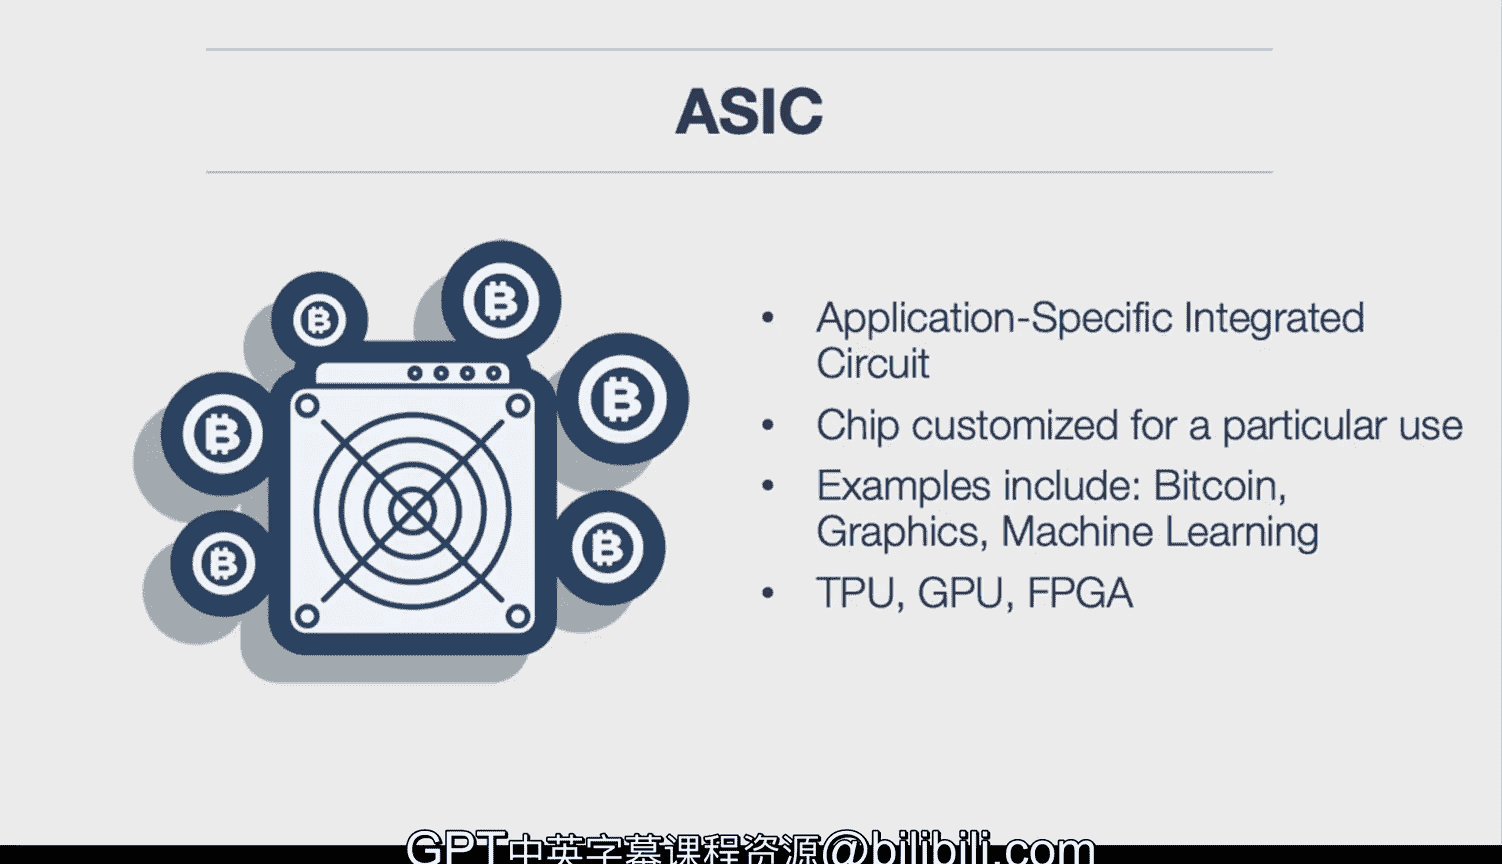 ASIC
• Application-Specific Integrated
Circuit
• Chip customized for a particular use
• Examples include: Bitcoin,
Graphics, Machine Learning
• TPU, GPU, FPGA
GPT中英字幕课程资源@bilibili.com